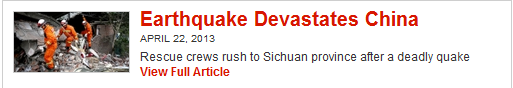 Earthquake Devastates China
APRIL 22, 2013
Rescue crews rush to Sichuan province after a deadly quake
View Full Article